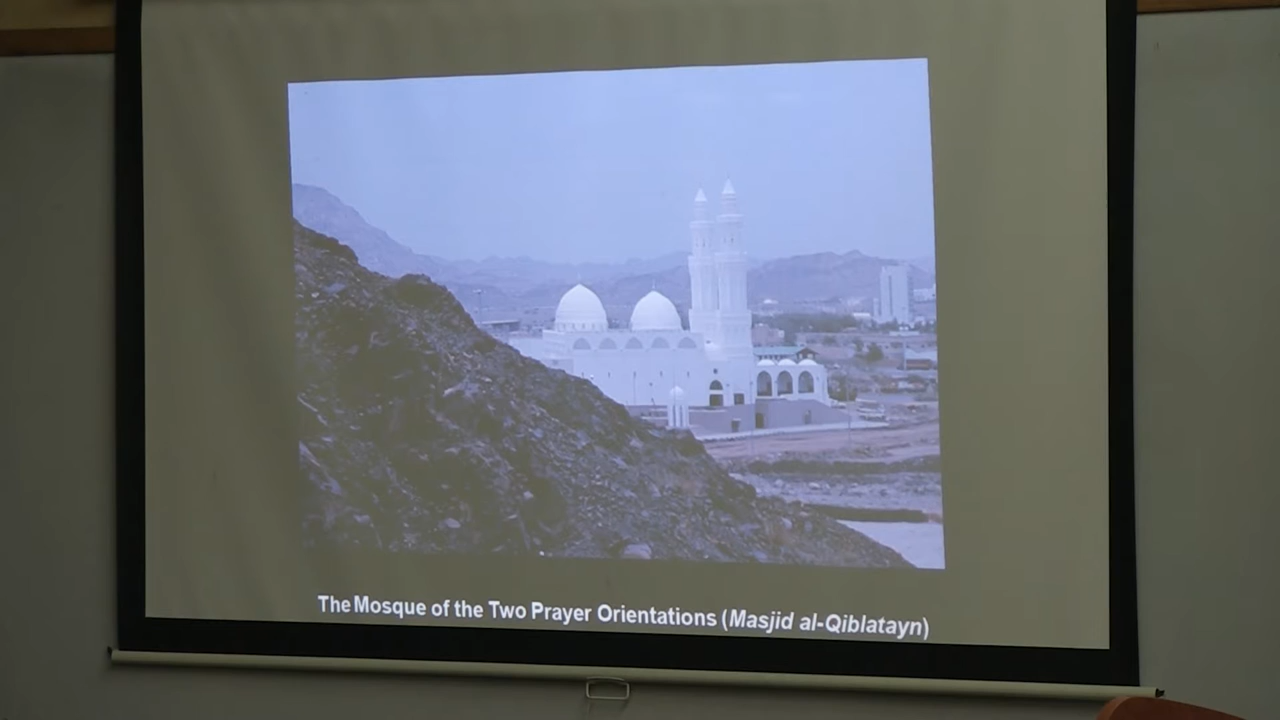 The Mosque of the Two Prayer Orientations (Masjid al-Qiblatayn)